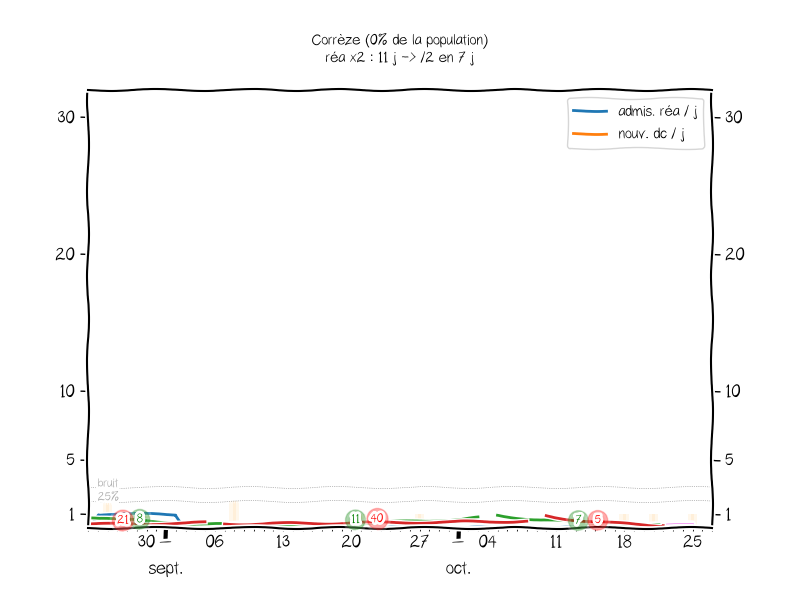 Corrèze (0% de la population)
réa x2 : 11 j -> /2 en 7 j
admis. réa / j
nouv. dc / j
30 30
20 20
10 10
5 5
bruit
25%
1 1
21 8 11 40 7 5
30 06 13 20 27 04 11 18 25
sept. oct.